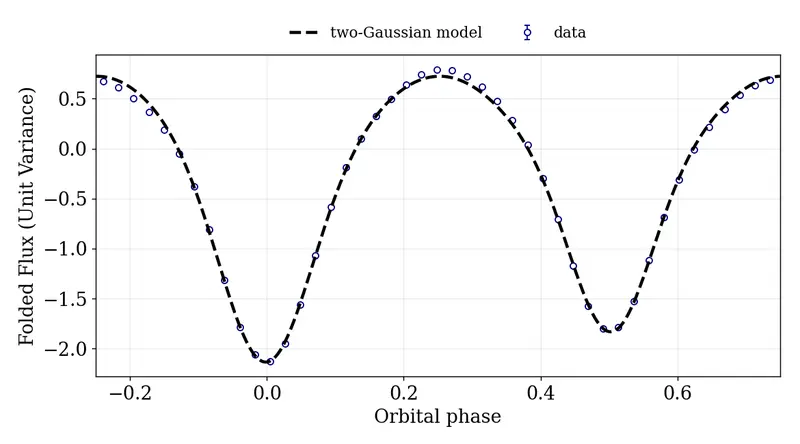 two-Gaussian model
data
Folded Flux (Unit Variance)
0.5
0.0
−0.5
−1.0
−1.5
−2.0
−0.2
0.0
0.2
0.4
0.6
Orbital phase